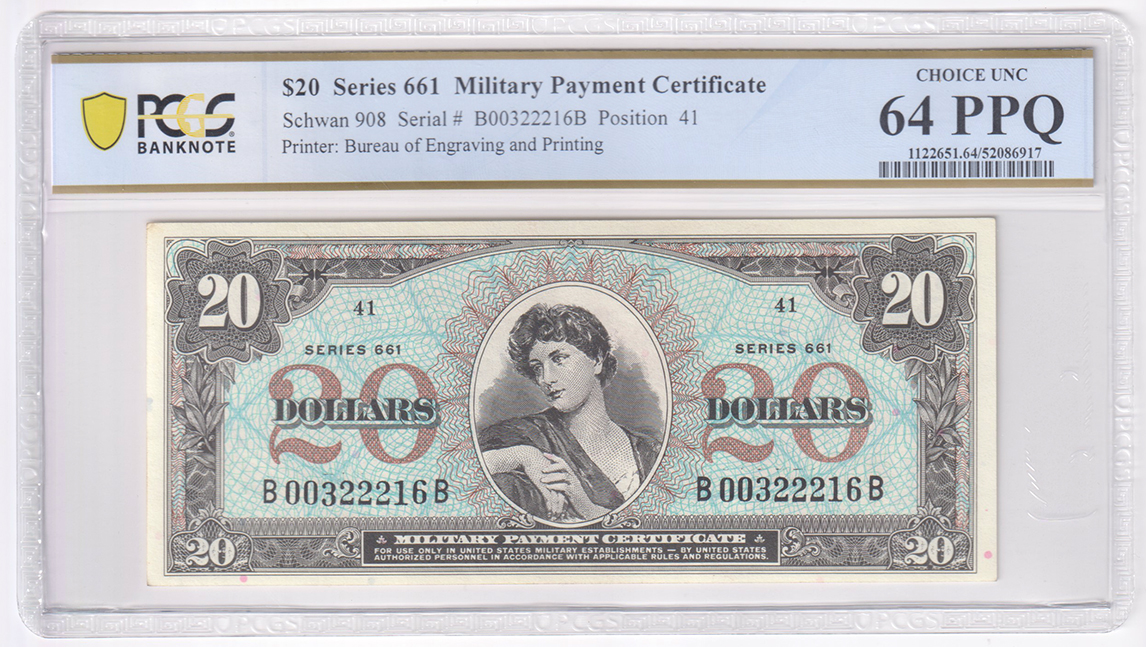 $20 Series 661 Military Payment Certificate
Schwan 908 Serial # B00322216B Position 41
Printer: Bureau of Engraving and Printing
PCGS
BANKNOTE
CHOICE UNC
64 PPQ
1122651.64/52086917
20 20
41 41
SERIES 661 SERIES 661
20 20
DOLLARS DOLLARS
B00322216B B00322216B
MILITARY PAYMENT CERTIFICATE
FOR USE ONLY IN UNITED STATES MILITARY ESTABLISHMENTS — BY UNITED STATES
AUTHORIZED PERSONNEL IN ACCORDANCE WITH APPLICABLE RULES AND REGULATIONS.
20 20